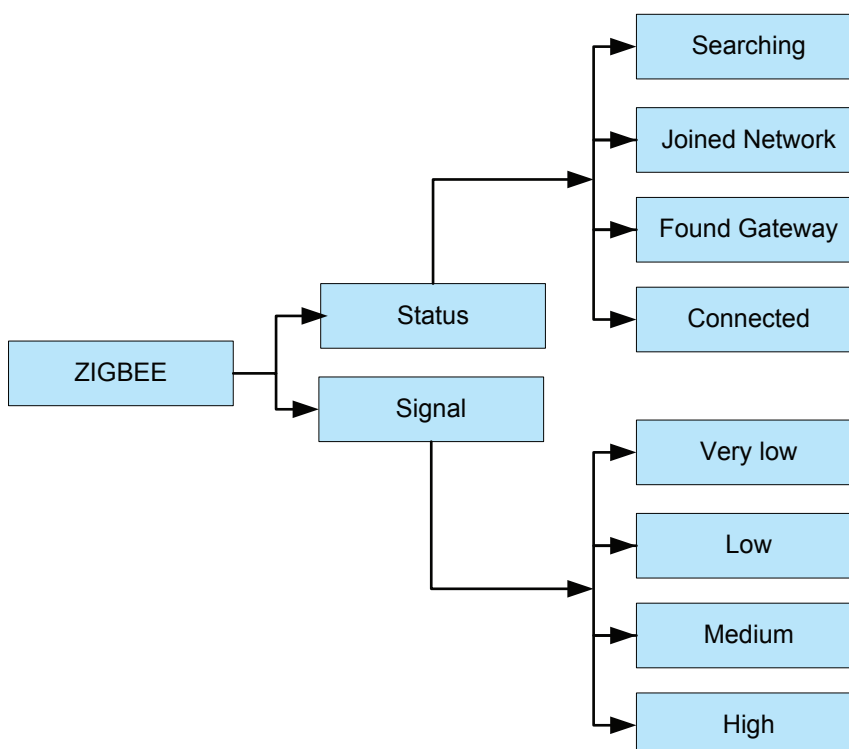 Searching
Joined Network
Found Gateway
Status
Connected
ZIGBEE
Signal
Very low
Low
Medium
High